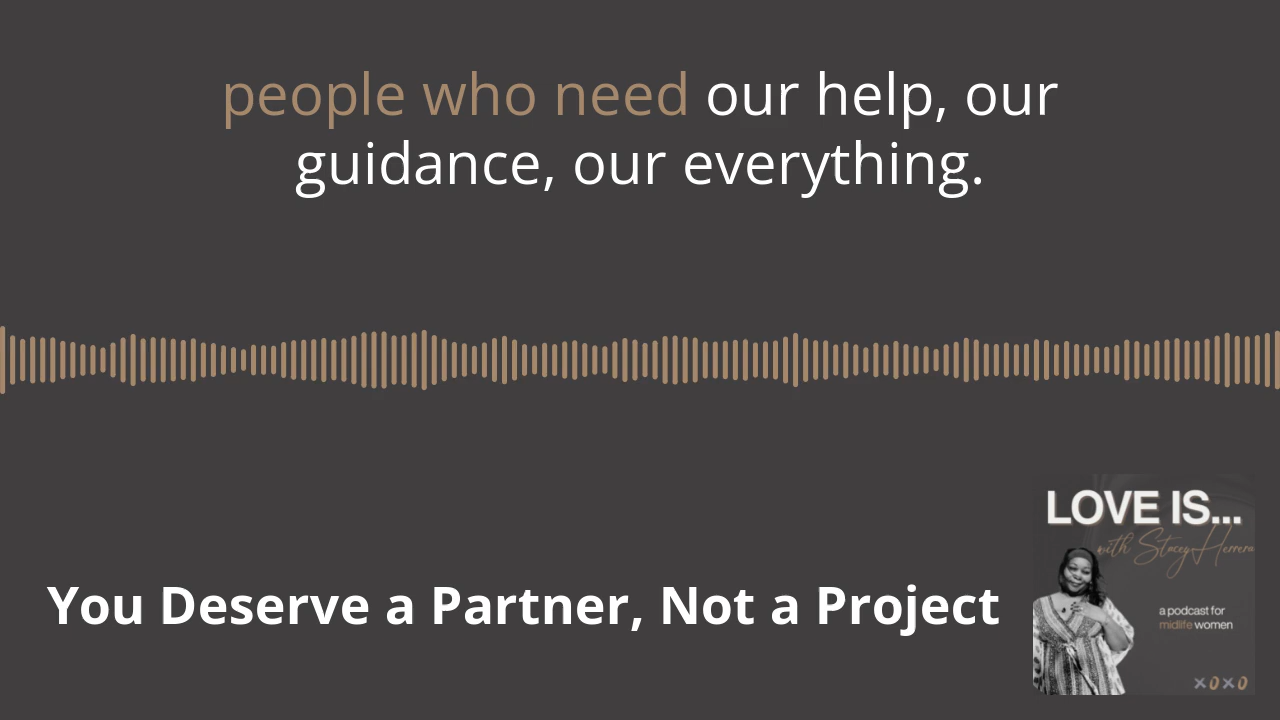 people who need our help, our
guidance, our everything.
LOVE IS...
with Stacey Herrera
You Deserve a Partner, Not a Project
a podcast for
midlife women
XOXO